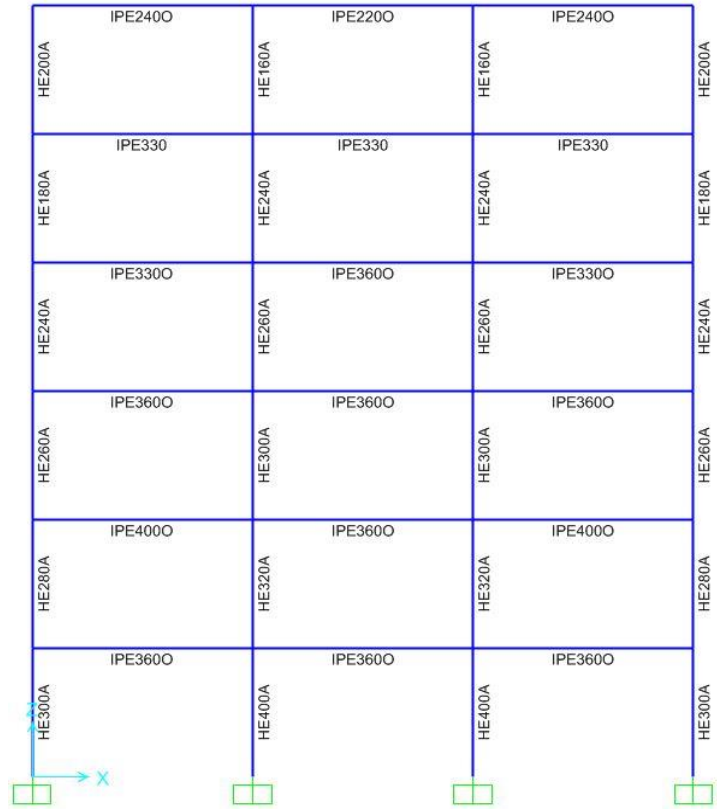 IPE240O IPE220O IPE240O
HE200A HE160A HE160A HE200A
IPE330 IPE330 IPE330
HE180A HE240A HE240A HE180A
IPE330O IPE360O IPE330O
HE240A HE260A HE260A HE240A
IPE360O IPE360O IPE360O
HE260A HE300A HE300A HE260A
IPE400O IPE360O IPE400O
HE280A HE320A HE320A HE280A
IPE360O IPE360O IPE360O
HE300A HE400A HE400A HE300A
Z
X